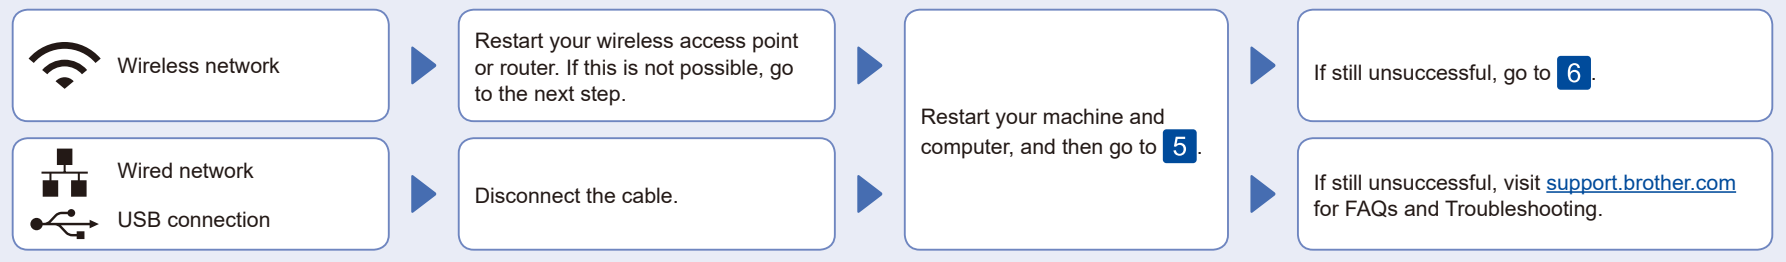 Wireless network
Restart your wireless access point
or router. If this is not possible, go
to the next step.
Wired network
USB connection
Disconnect the cable.
Restart your machine and
computer, and then go to 5.
If still unsuccessful, go to 6.
If still unsuccessful, visit support.brother.com
for FAQs and Troubleshooting.